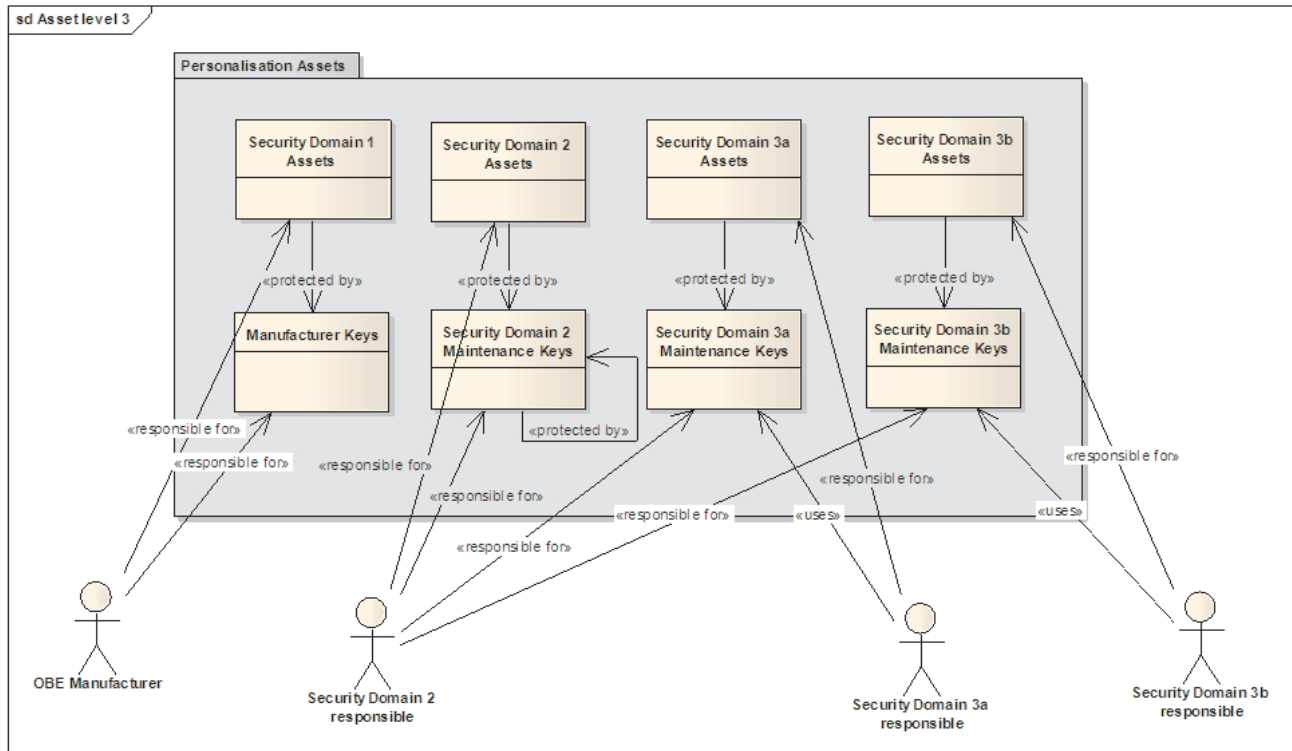 sd Asset level 3
Personalisation Assets
Security Domain 1
Assets
Security Domain 2
Assets
Security Domain 3a
Assets
Security Domain 3b
Assets
«protected by»
«protected by»
«protected by»
«protected by»
Manufacturer Keys
Security Domain 2
Maintenance Keys
Security Domain 3a
Maintenance Keys
Security Domain 3b
Maintenance Keys
«protected by»
«responsible for»
«responsible for»
«responsible for»
«responsible for»
«responsible for»
«responsible for»
«responsible for»
«uses»
«responsible for»
«uses»
OBE Manufacturer
Security Domain 2
responsible
Security Domain 3a
responsible
Security Domain 3b
responsible